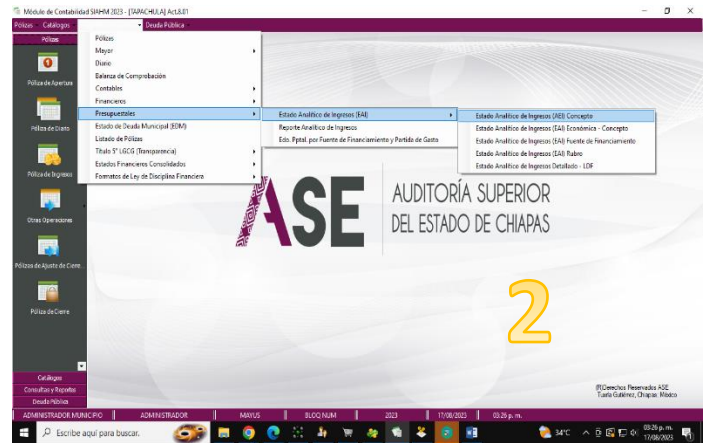 Módulo de Contabilidad SIAHM 2023 - [TAPACHULA] Act.8.01
Pólizas
Catálogos
Deuda Pública
Pólizas
Póliza de Apertura
Póliza de Diario
Póliza de Ingresos
Otras Operaciones
Pólizas de Ajuste de Cierre
Póliza de Cierre
Catálogos
Consultas y Reportes
Deuda Pública
Pólizas
Mayor
Diario
Balanza de Comprobación
Contables
Financieros
Presupuestales
Estado de Deuda Municipal (EDM)
Listado de Pólizas
Título 5° LGCG (Transparencia)
Estados Financieros Consolidados
Formatos de Ley de Disciplina Financiera
Estado Analítico de Ingresos (EAI)
Reporte Analítico de Ingresos
Edo. Pptal. por Fuente de Financiamiento y Partida de Gasto
Estado Analítico de Ingresos (AEI) Concepto
Estado Analítico de Ingresos (EAI) Económica - Concepto
Estado Analítico de Ingresos (EAI) Fuente de Financiamiento
Estado Analítico de Ingresos (EAI) Rubro
Estado Analítico de Ingresos Detallado - LDF
ASE
AUDITORÍA SUPERIOR
DEL ESTADO DE CHIAPAS
2
(R)Derechos Reservados ASE
Tuxtla Gutiérrez, Chiapas, México
ADMINISTRADOR MUNICIPIO
ADMINISTRADOR
MAYUS
BLOQ NUM
2023
17/08/2023
03:26 p. m.
Escribe aquí para buscar.
34°C
03:26 p. m.
17/08/2023